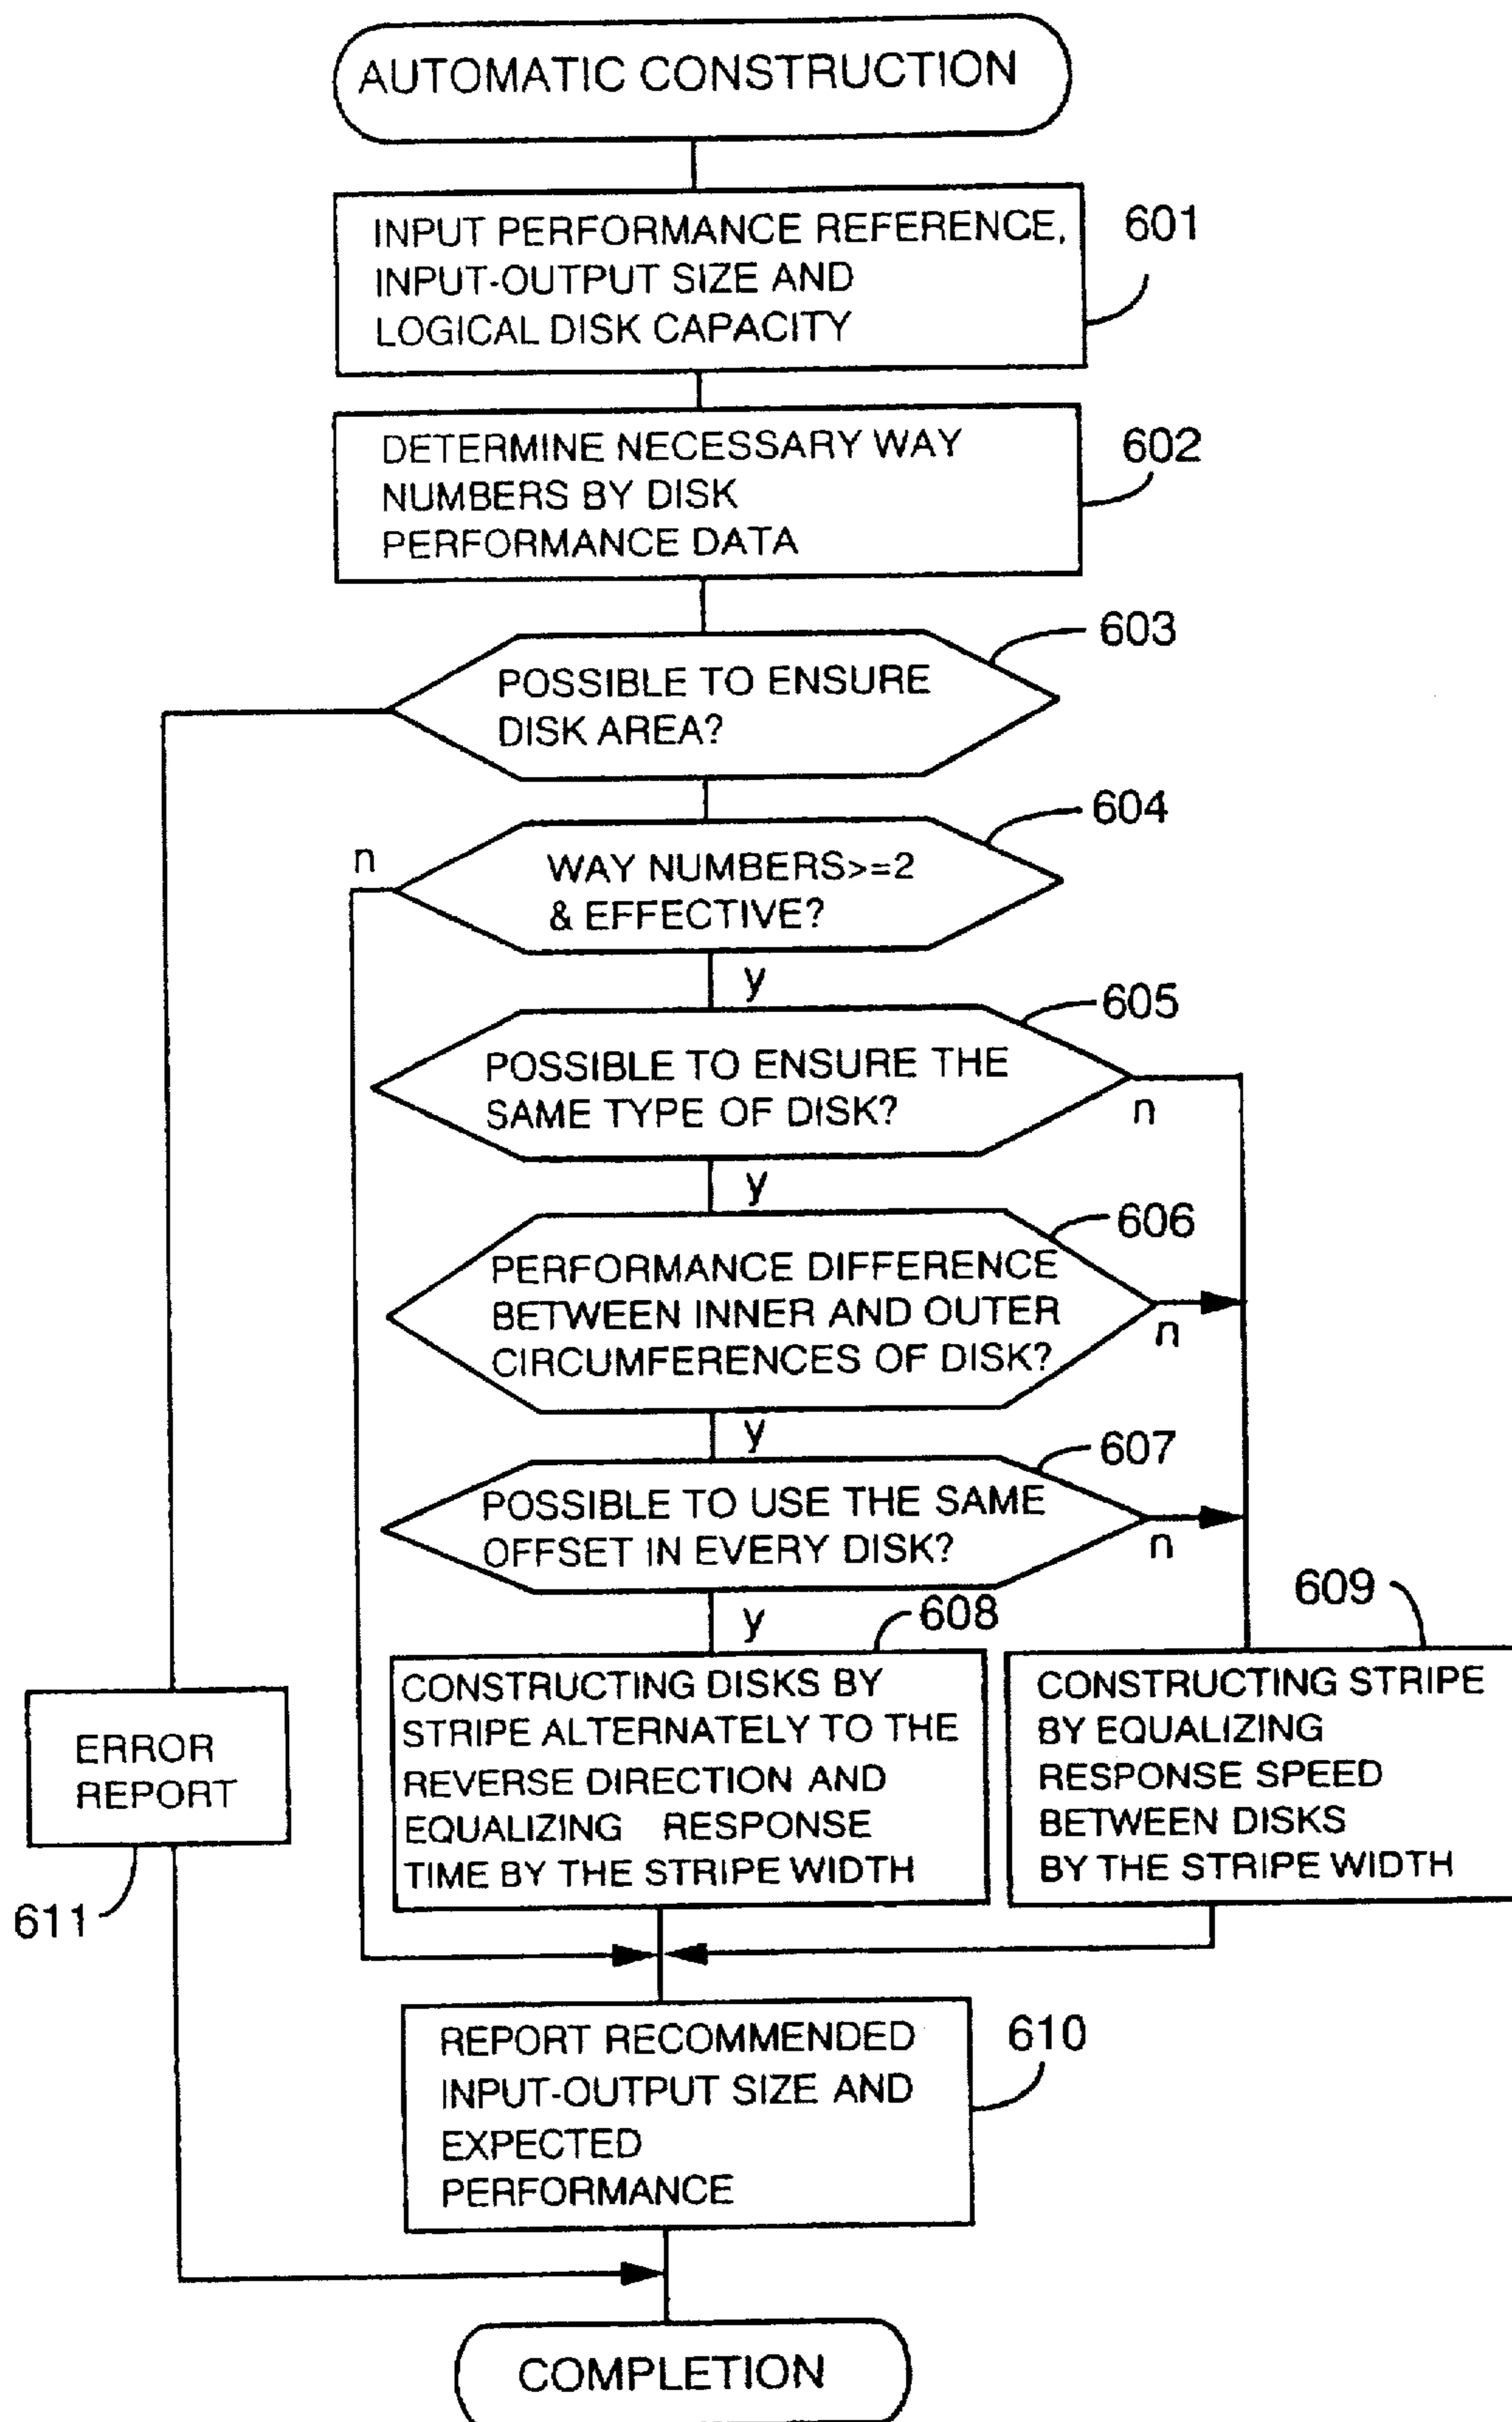 AUTOMATIC CONSTRUCTION
INPUT PERFORMANCE REFERENCE,
INPUT-OUTPUT SIZE AND
LOGICAL DISK CAPACITY
601
DETERMINE NECESSARY WAY
NUMBERS BY DISK
PERFORMANCE DATA
602
603
POSSIBLE TO ENSURE
DISK AREA?
604
n
WAY NUMBERS>=2
& EFFECTIVE?
y
605
POSSIBLE TO ENSURE THE
SAME TYPE OF DISK?
n
y
606
PERFORMANCE DIFFERENCE
BETWEEN INNER AND OUTER
CIRCUMFERENCES OF DISK?
n
y
607
POSSIBLE TO USE THE SAME
OFFSET IN EVERY DISK?
n
y
608
609
CONSTRUCTING DISKS BY
STRIPE ALTERNATELY TO THE
REVERSE DIRECTION AND
EQUALIZING RESPONSE
TIME BY THE STRIPE WIDTH
CONSTRUCTING STRIPE
BY EQUALIZING
RESPONSE SPEED
BETWEEN DISKS
BY THE STRIPE WIDTH
ERROR
REPORT
611
REPORT RECOMMENDED
INPUT-OUTPUT SIZE AND
EXPECTED
PERFORMANCE
610
COMPLETION